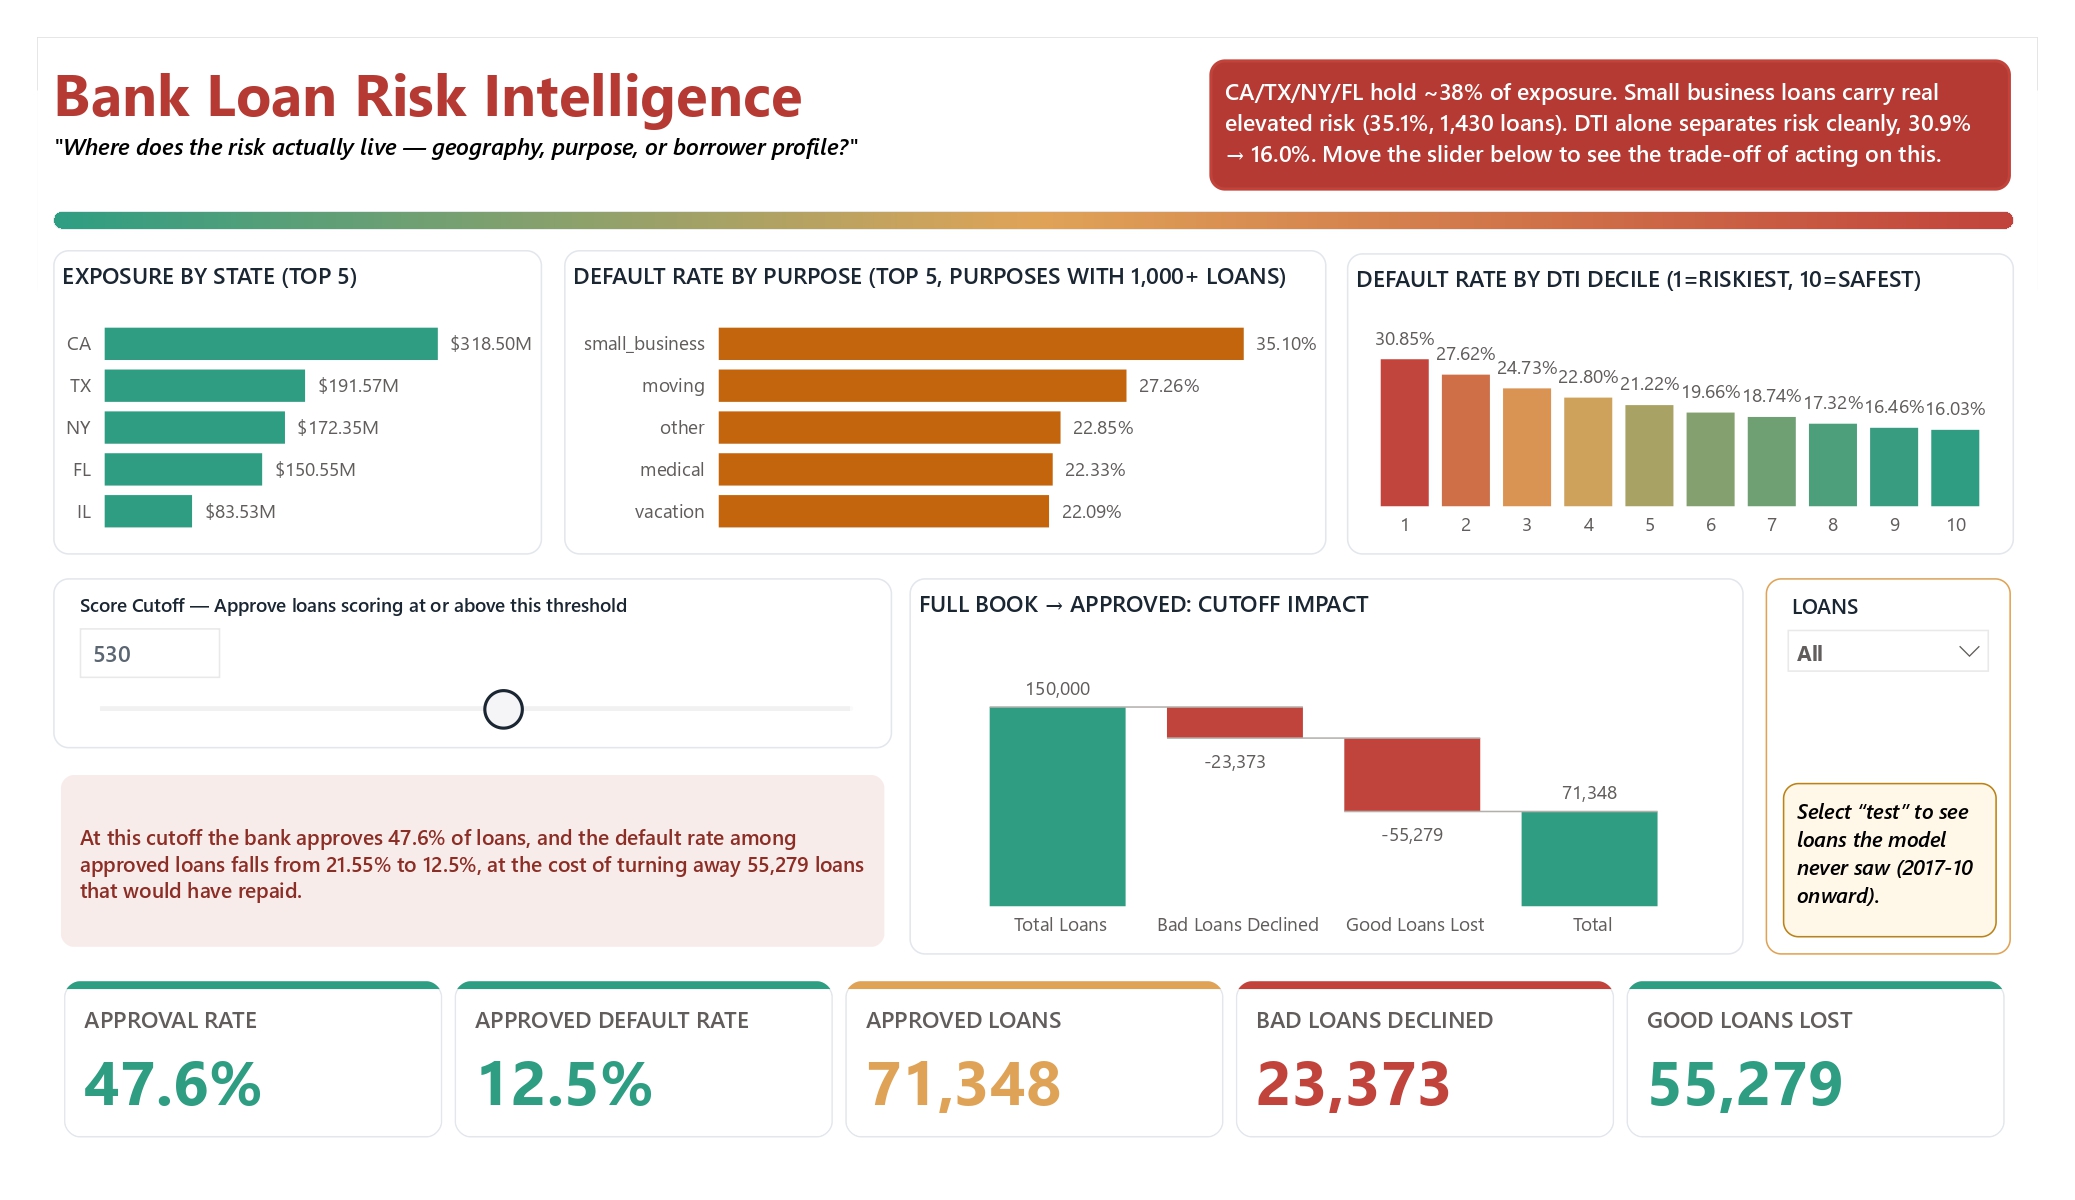 Bank Loan Risk Intelligence
"Where does the risk actually live — geography, purpose, or borrower profile?"
CA/TX/NY/FL hold ~38% of exposure. Small business loans carry real
elevated risk (35.1%, 1,430 loans). DTI alone separates risk cleanly, 30.9%
→ 16.0%. Move the slider below to see the trade-off of acting on this.
EXPOSURE BY STATE (TOP 5)
CA $318.50M
TX $191.57M
NY $172.35M
FL $150.55M
IL $83.53M
DEFAULT RATE BY PURPOSE (TOP 5, PURPOSES WITH 1,000+ LOANS)
small_business 35.10%
moving 27.26%
other 22.85%
medical 22.33%
vacation 22.09%
DEFAULT RATE BY DTI DECILE (1=RISKIEST, 10=SAFEST)
30.85% 27.62% 24.73% 22.80% 21.22% 19.66% 18.74% 17.32% 16.46% 16.03%
1 2 3 4 5 6 7 8 9 10
Score Cutoff — Approve loans scoring at or above this threshold
530
At this cutoff the bank approves 47.6% of loans, and the default rate among
approved loans falls from 21.55% to 12.5%, at the cost of turning away 55,279 loans
that would have repaid.
FULL BOOK → APPROVED: CUTOFF IMPACT
150,000
-23,373
-55,279
71,348
Total Loans Bad Loans Declined Good Loans Lost Total
LOANS
All
Select “test” to see
loans the model
never saw (2017-10
onward).
APPROVAL RATE
47.6%
APPROVED DEFAULT RATE
12.5%
APPROVED LOANS
71,348
BAD LOANS DECLINED
23,373
GOOD LOANS LOST
55,279